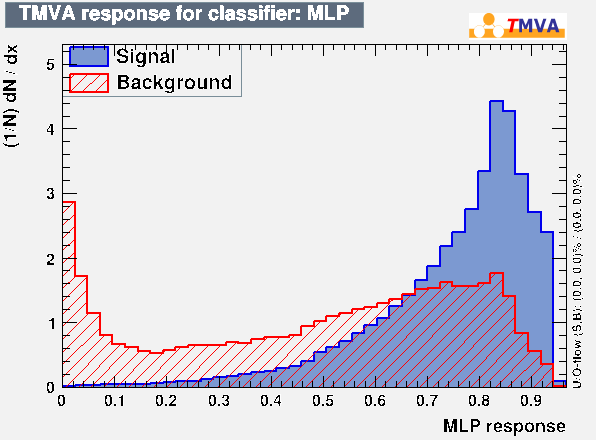 TMVA response for classifier: MLP
TMVA
Signal
Background
(1/N) dN / dx
5
4
3
2
1
0
0 0.1 0.2 0.3 0.4 0.5 0.6 0.7 0.8 0.9
MLP response
U/O-flow (S,B): (0.0, 0.0)% / (0.0, 0.0)%